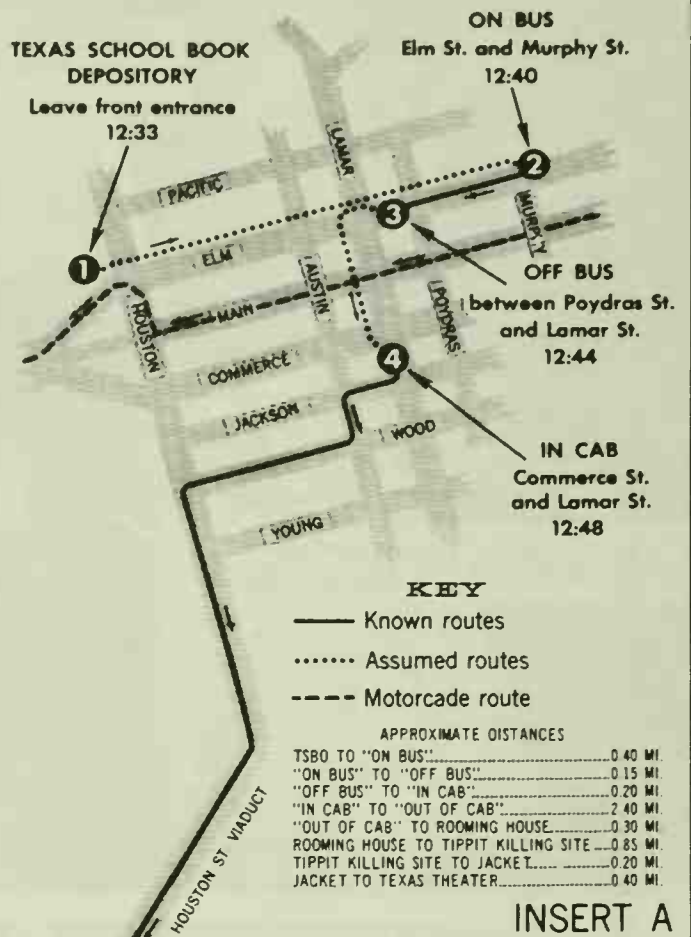 ON BUS
Elm St. and Murphy St.
12:40
TEXAS SCHOOL BOOK
DEPOSITORY
Leave front entrance
12:33
LAMAR
PACIFIC
2
3
1
ELM
MURPHY
AUSTIN
OFF BUS
between Poydras St.
and Lamar St.
12:44
HOUSTON
MAIN
POYDRAS
4
COMMERCE
JACKSON
WOOD
IN CAB
Commerce St.
and Lamar St.
12:48
YOUNG
KEY
Known routes
Assumed routes
Motorcade route
APPROXIMATE DISTANCES
TSBO TO "ON BUS" 0.40 MI.
"ON BUS" TO "OFF BUS" 0.15 MI.
"OFF BUS" TO "IN CAB" 0.20 MI.
"IN CAB" TO "OUT OF CAB" 2.40 MI.
"OUT OF CAB" TO ROOMING HOUSE 0.30 MI.
ROOMING HOUSE TO TIPPIT KILLING SITE 0.85 MI.
TIPPIT KILLING SITE TO JACKET 0.20 MI.
JACKET TO TEXAS THEATER 0.40 MI.
HOUSTON ST. VIADUCT
INSERT A